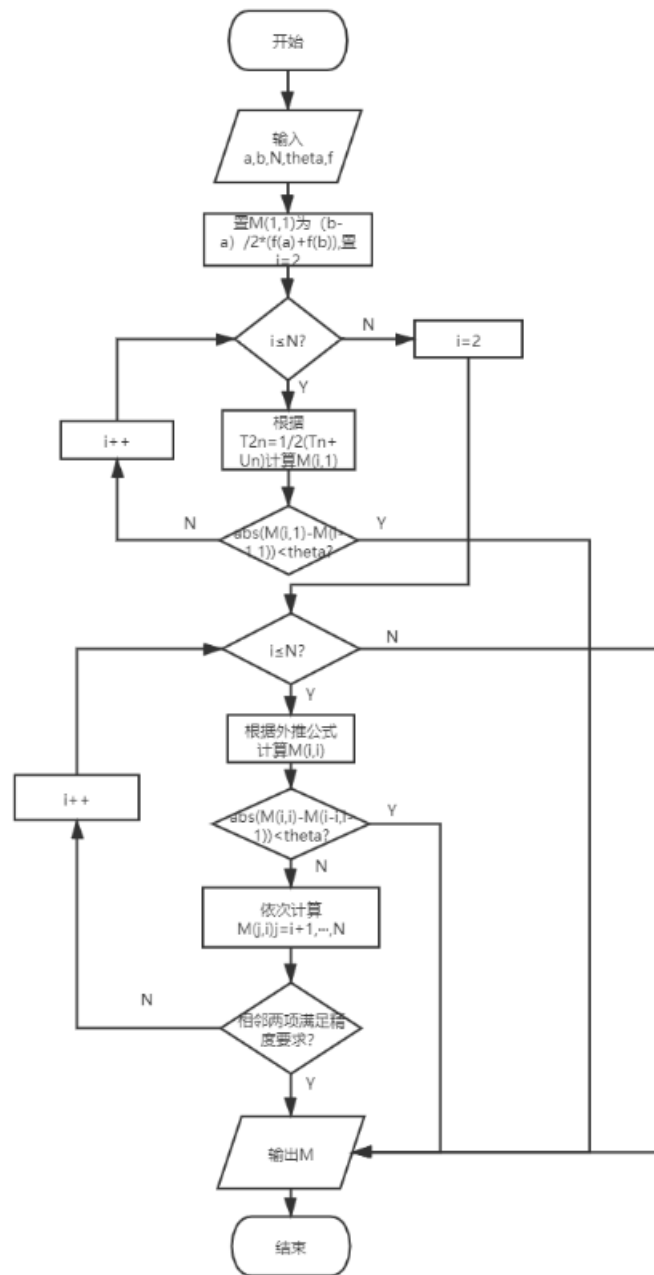 开始
输入
a,b,N,theta,f
置M(1,1)为（b-
a）/2*(f(a)+f(b)),置
i=2
i≤N?
N
i=2
Y
i++
根据
T2n=1/2(Tn+
Un)计算M(i,1)
N
abs(M(i,1)-M(i-
1,1))<theta?
Y
i≤N?
N
Y
根据外推公式
计算M(i,i)
i++
abs(M(i,i)-M(i-i,i-
1))<theta?
Y
N
依次计算
M(j,i)j=i+1,···,N
N
相邻两项满足精
度要求?
Y
输出M
结束